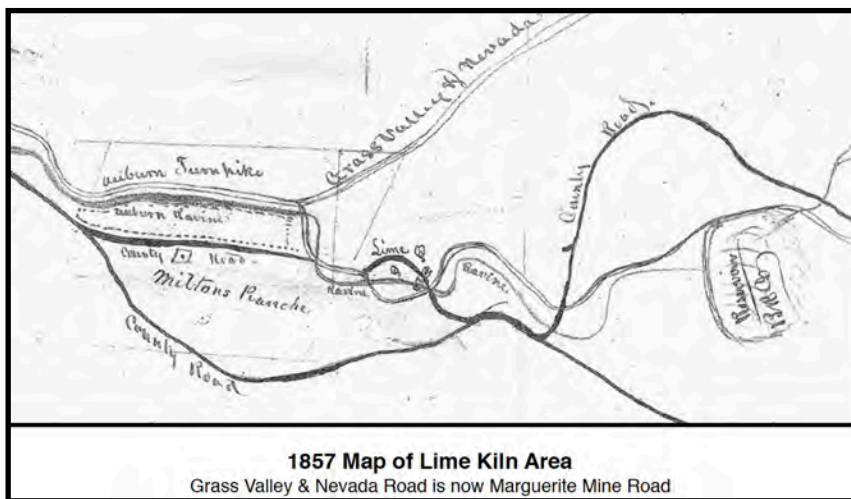 Grass Valley & Nevada
Auburn Turnpike
Auburn Ravine
County Road
Miltons Ranche
County Road
Lime
Ravine
Ravine
County Road
Reservoir
1857 Map of Lime Kiln Area
Grass Valley & Nevada Road is now Marguerite Mine Road